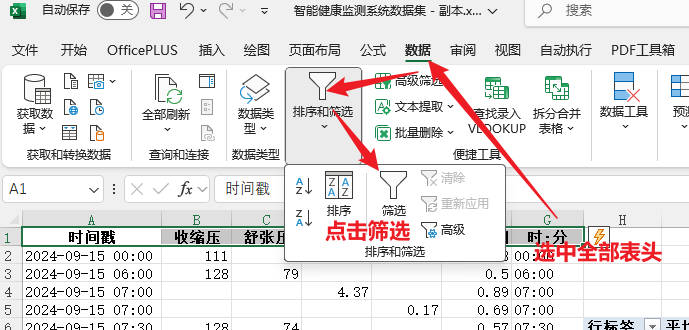 自动保存 关 智能健康监测系统数据集 - 副本.x... 搜索
文件 开始 OfficePLUS 插入 绘图 页面布局 公式 数据 审阅 视图 自动执行 PDF工具箱
获取数据
获取和转换数据
全部刷新
查询和连接
数据类型
数据类型
排序和筛选
高级筛选
文本提取
批量删除
查找录入
VLOOKUP
拆分合并
表格
便捷工具
数据工具
预
A1 时间戳
排序
筛选
清除
重新应用
高级
排序和筛选
点击筛选
选中全部表头
A B C G H
1 时间戳 收缩压 舒张压 时:分
2 2024-09-15 00:00 111 00:00
3 2024-09-15 06:00 128 79 0.5 06:00
4 2024-09-15 07:00 4.37 0.89 07:00
5 2024-09-15 07:00 0.17 0.69 07:00
6 2024-09-15 07:30 128 74 0.57 07:30 行标签 平均